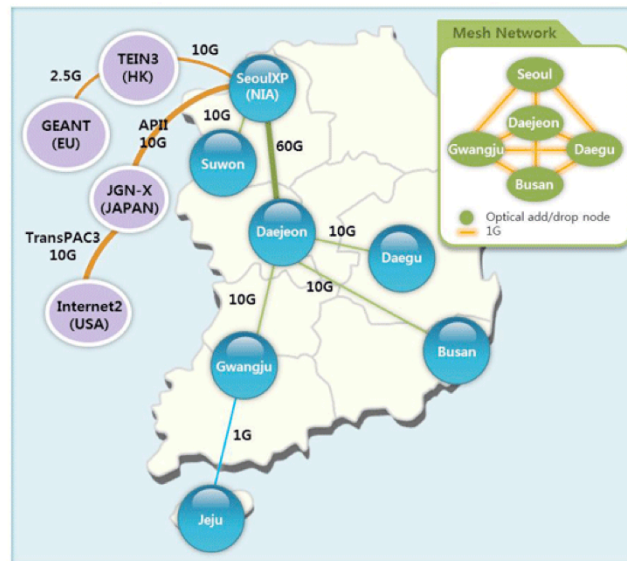 Mesh Network
Seoul
Daejeon
Gwangju
Daegu
Busan
Optical add/drop node
1G
TEIN3
(HK)
10G
SeoulXP
(NIA)
2.5G
GEANT
(EU)
APII
10G
10G
Suwon
60G
JGN-X
(JAPAN)
TransPAC3
10G
Internet2
(USA)
Daejeon
10G
Daegu
10G
10G
Busan
Gwangju
1G
Jeju